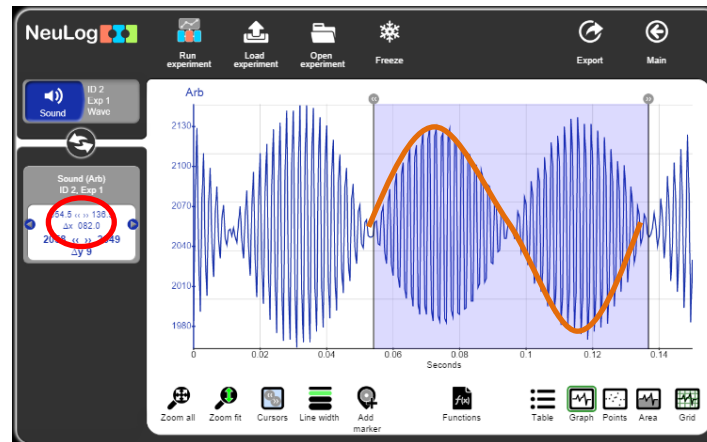 NeuLog
Run
experiment
Load
experiment
Open
experiment
Freeze
Export
Main
Sound
ID 2
Exp 1
Wave
Sound (Arb)
ID 2, Exp 1
Δx 082.0
Δy 9
Arb
2130
2100
2070
2040
2010
1980
0
0.02
0.04
0.06
0.08
0.1
0.12
0.14
Seconds
Zoom all
Zoom fit
Cursors
Line width
Add
marker
f(x)
Functions
Table
Graph
Points
Area
Grid